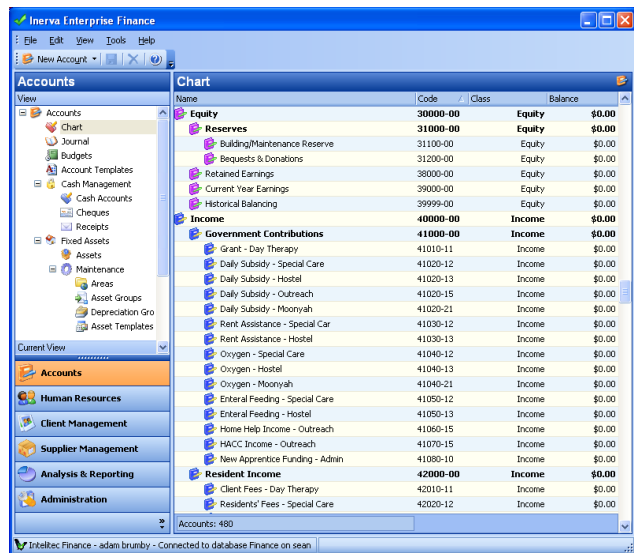 Inerva Enterprise Finance
File Edit View Tools Help
New Account
Accounts
View
Accounts
Chart
Journal
Budgets
Account Templates
Cash Management
Cash Accounts
Cheques
Receipts
Fixed Assets
Assets
Maintenance
Areas
Asset Groups
Depreciation Gro
Asset Templates
Current View
Accounts
Human Resources
Client Management
Supplier Management
Analysis & Reporting
Administration
Chart
Name Code Class Balance
Equity 30000-00 Equity $0.00
Reserves 31000-00 Equity $0.00
Building/Maintenance Reserve 31100-00 Equity $0.00
Bequests & Donations 31200-00 Equity $0.00
Retained Earnings 38000-00 Equity $0.00
Current Year Earnings 39000-00 Equity $0.00
Historical Balancing 39999-00 Equity $0.00
Income 40000-00 Income $0.00
Government Contributions 41000-00 Income $0.00
Grant - Day Therapy 41010-11 Income $0.00
Daily Subsidy - Special Care 41020-12 Income $0.00
Daily Subsidy - Hostel 41020-13 Income $0.00
Daily Subsidy - Outreach 41020-15 Income $0.00
Daily Subsidy - Moonyah 41020-21 Income $0.00
Rent Assistance - Special Car 41030-12 Income $0.00
Rent Assistance - Hostel 41030-13 Income $0.00
Oxygen - Special Care 41040-12 Income $0.00
Oxygen - Hostel 41040-13 Income $0.00
Oxygen - Moonyah 41040-21 Income $0.00
Enteral Feeding - Special Care 41050-12 Income $0.00
Enteral Feeding - Hostel 41050-13 Income $0.00
Home Help Income - Outreach 41060-15 Income $0.00
HACC Income - Outreach 41070-15 Income $0.00
New Apprentice Funding - Admin 41080-10 Income $0.00
Resident Income 42000-00 Income $0.00
Client Fees - Day Therapy 42010-11 Income $0.00
Residents' Fees - Special Care 42020-12 Income $0.00
Accounts: 480
Intelitec Finance - adam brumby - Connected to database Finance on sean